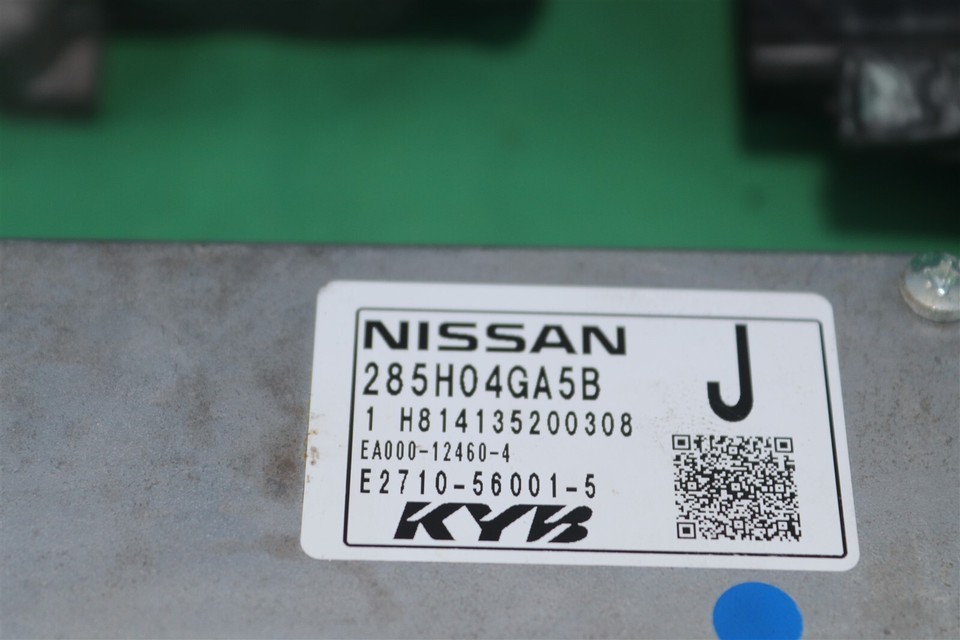 NISSAN
J
285H04GA5B
1 H814135200308
EA000-12460-4
E2710-56001-5
KYB